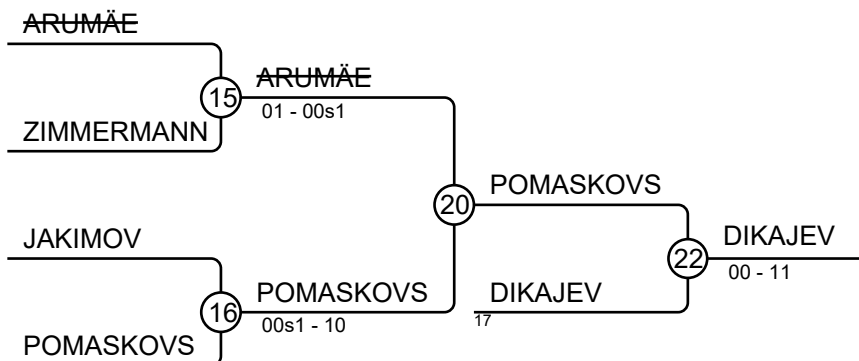 ARUMÄE
15
ARUMÄE
01 - 00s1
ZIMMERMANN
20
POMASKOVS
JAKIMOV
22
DIKAJEV
00 - 11
16
POMASKOVS
00s1 - 10
DIKAJEV
17
POMASKOVS